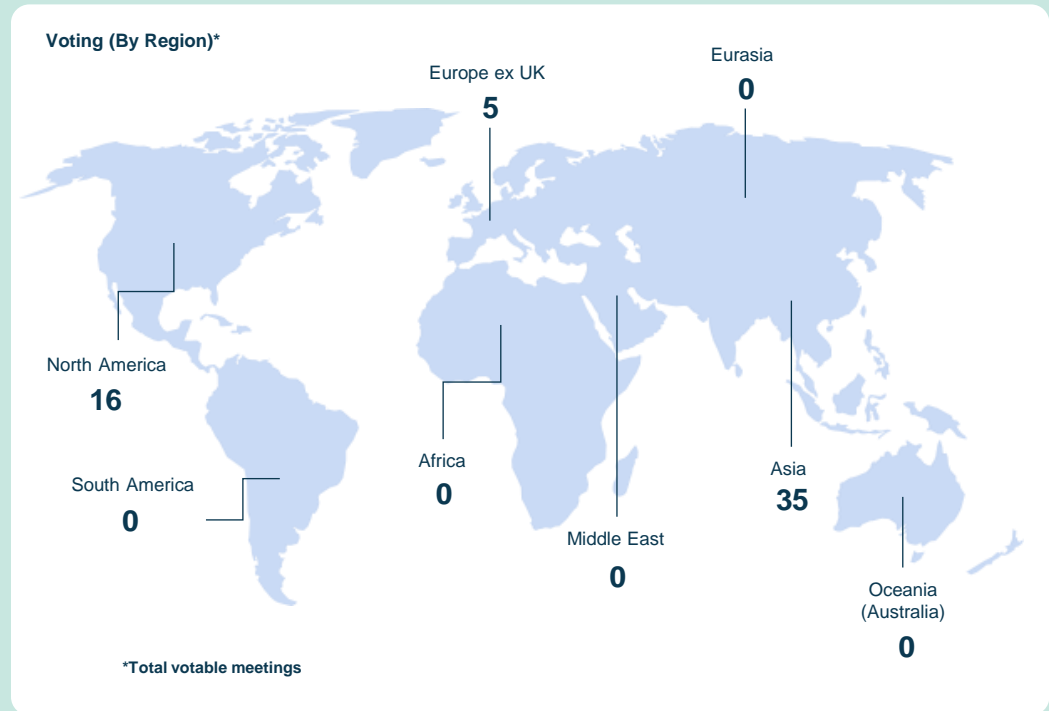 Voting (By Region)*
Eurasia
0
Europe ex UK
5
North America
16
South America
0
Africa
0
Asia
35
Middle East
0
Oceania
(Australia)
0
*Total votable meetings